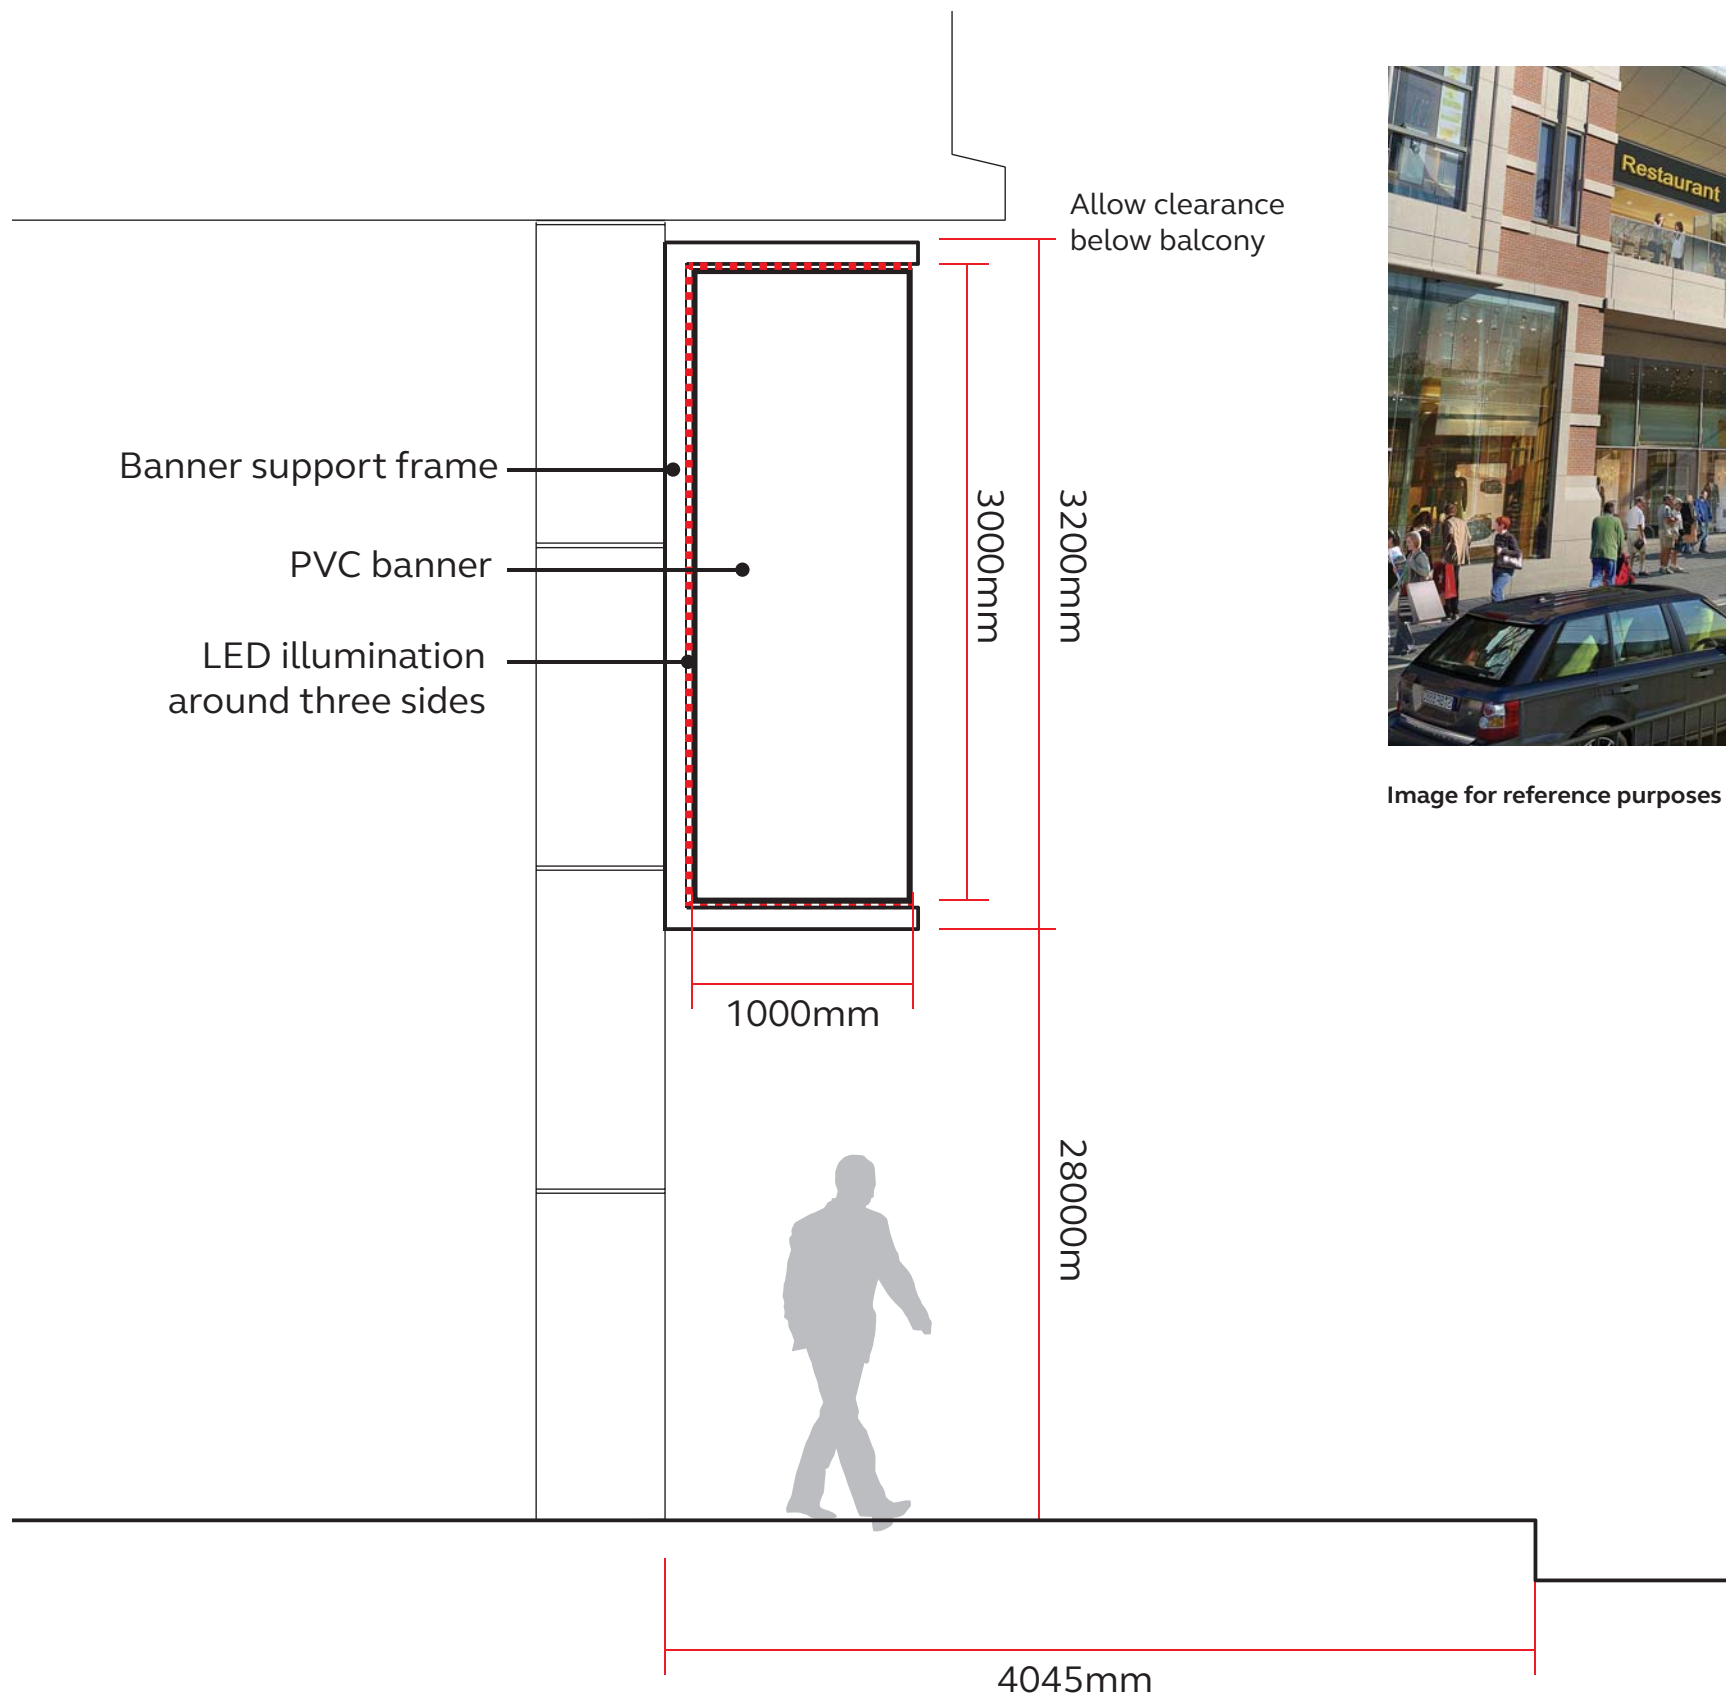 Allow clearance
below balcony
Restaurant
Banner support frame
PVC banner
LED illumination
around three sides
3000mm
3200mm
1000mm
28000m
4045mm
Image for reference purposes